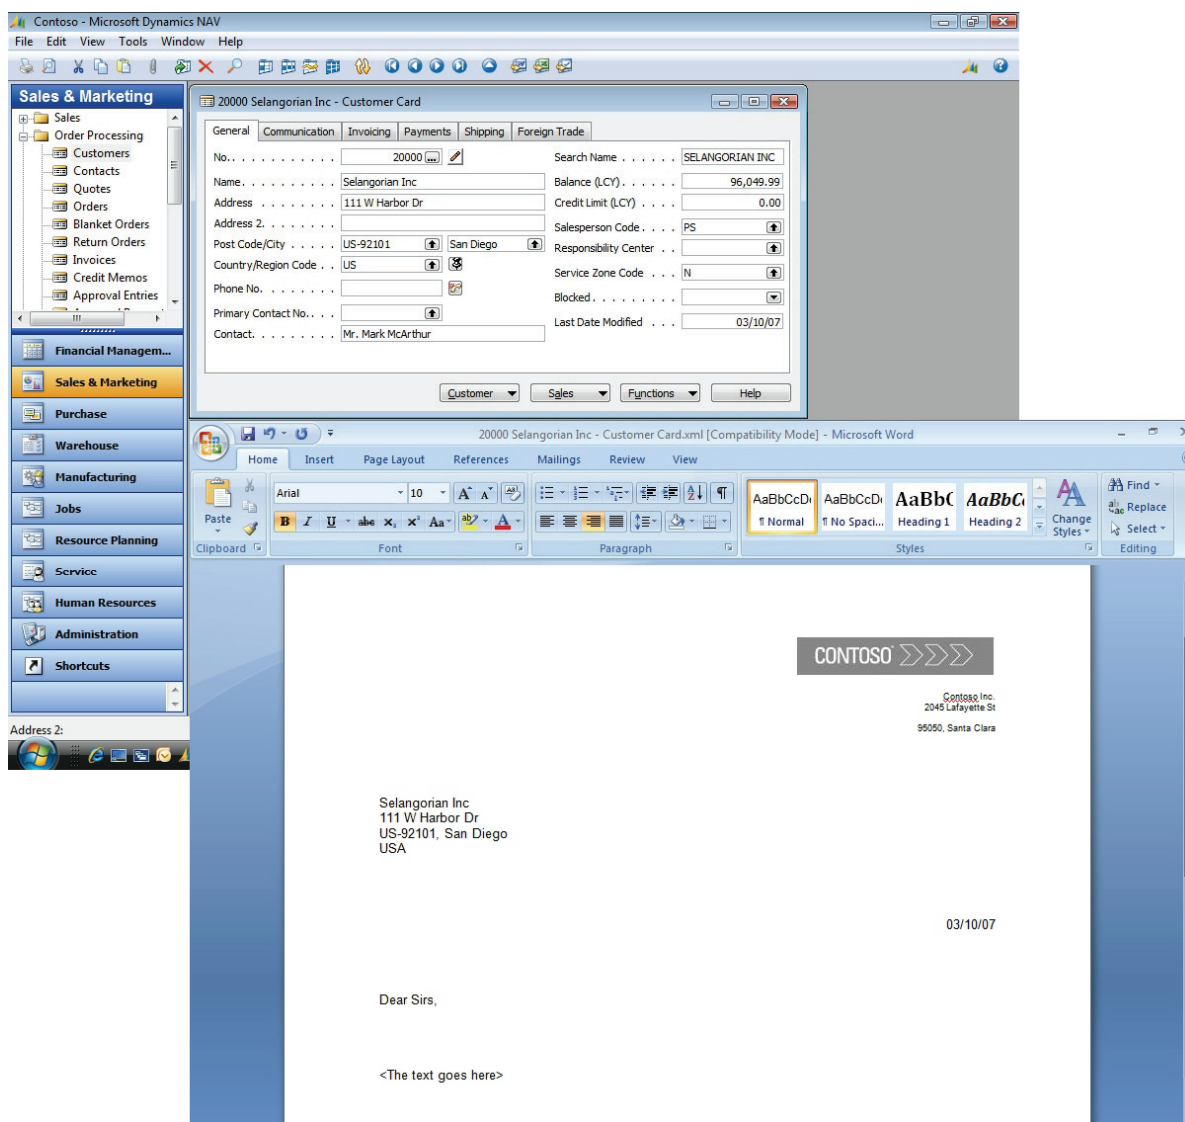 Contoso - Microsoft Dynamics NAV
File Edit View Tools Window Help
Sales & Marketing
Sales
Order Processing
Customers
Contacts
Quotes
Orders
Blanket Orders
Return Orders
Invoices
Credit Memos
Approval Entries
Financial Managem...
Sales & Marketing
Purchase
Warehouse
Manufacturing
Jobs
Resource Planning
Service
Human Resources
Administration
Shortcuts
Address 2:
20000 Selangorian Inc - Customer Card
General Communication Invoicing Payments Shipping Foreign Trade
No. . . . . . . . . . . . 20000 ...
Name. . . . . . . . . . Selangorian Inc
Address . . . . . . . . 111 W Harbor Dr
Address 2. . . . . . . .
Post Code/City . . . . . US-92101 San Diego
Country/Region Code . . US
Phone No. . . . . . . .
Primary Contact No. . . .
Contact. . . . . . . . . Mr. Mark McArthur
Search Name . . . . . . SELANGORIAN INC
Balance (LCY). . . . . . 96,049.99
Credit Limit (LCY) . . . . 0.00
Salesperson Code. . . . PS
Responsibility Center . .
Service Zone Code . . . N
Blocked. . . . . . . . .
Last Date Modified . . . 03/10/07
Customer Sales Functions Help
20000 Selangorian Inc - Customer Card.xml [Compatibility Mode] - Microsoft Word
Home Insert Page Layout References Mailings Review View
Paste
Clipboard
Arial 10
B I U abc X₂ X² Aa
Font
Paragraph
AaBbCcDc AaBbCcDc AaBbC AaBbCc
¶ Normal ¶ No Spaci... Heading 1 Heading 2
Change
Styles
Styles
Find
Replace
Select
Editing
CONTOSO
Contoso Inc.
2045 Lafayette St
95050, Santa Clara
Selangorian Inc
111 W Harbor Dr
US-92101, San Diego
USA
03/10/07
Dear Sirs,
<The text goes here>